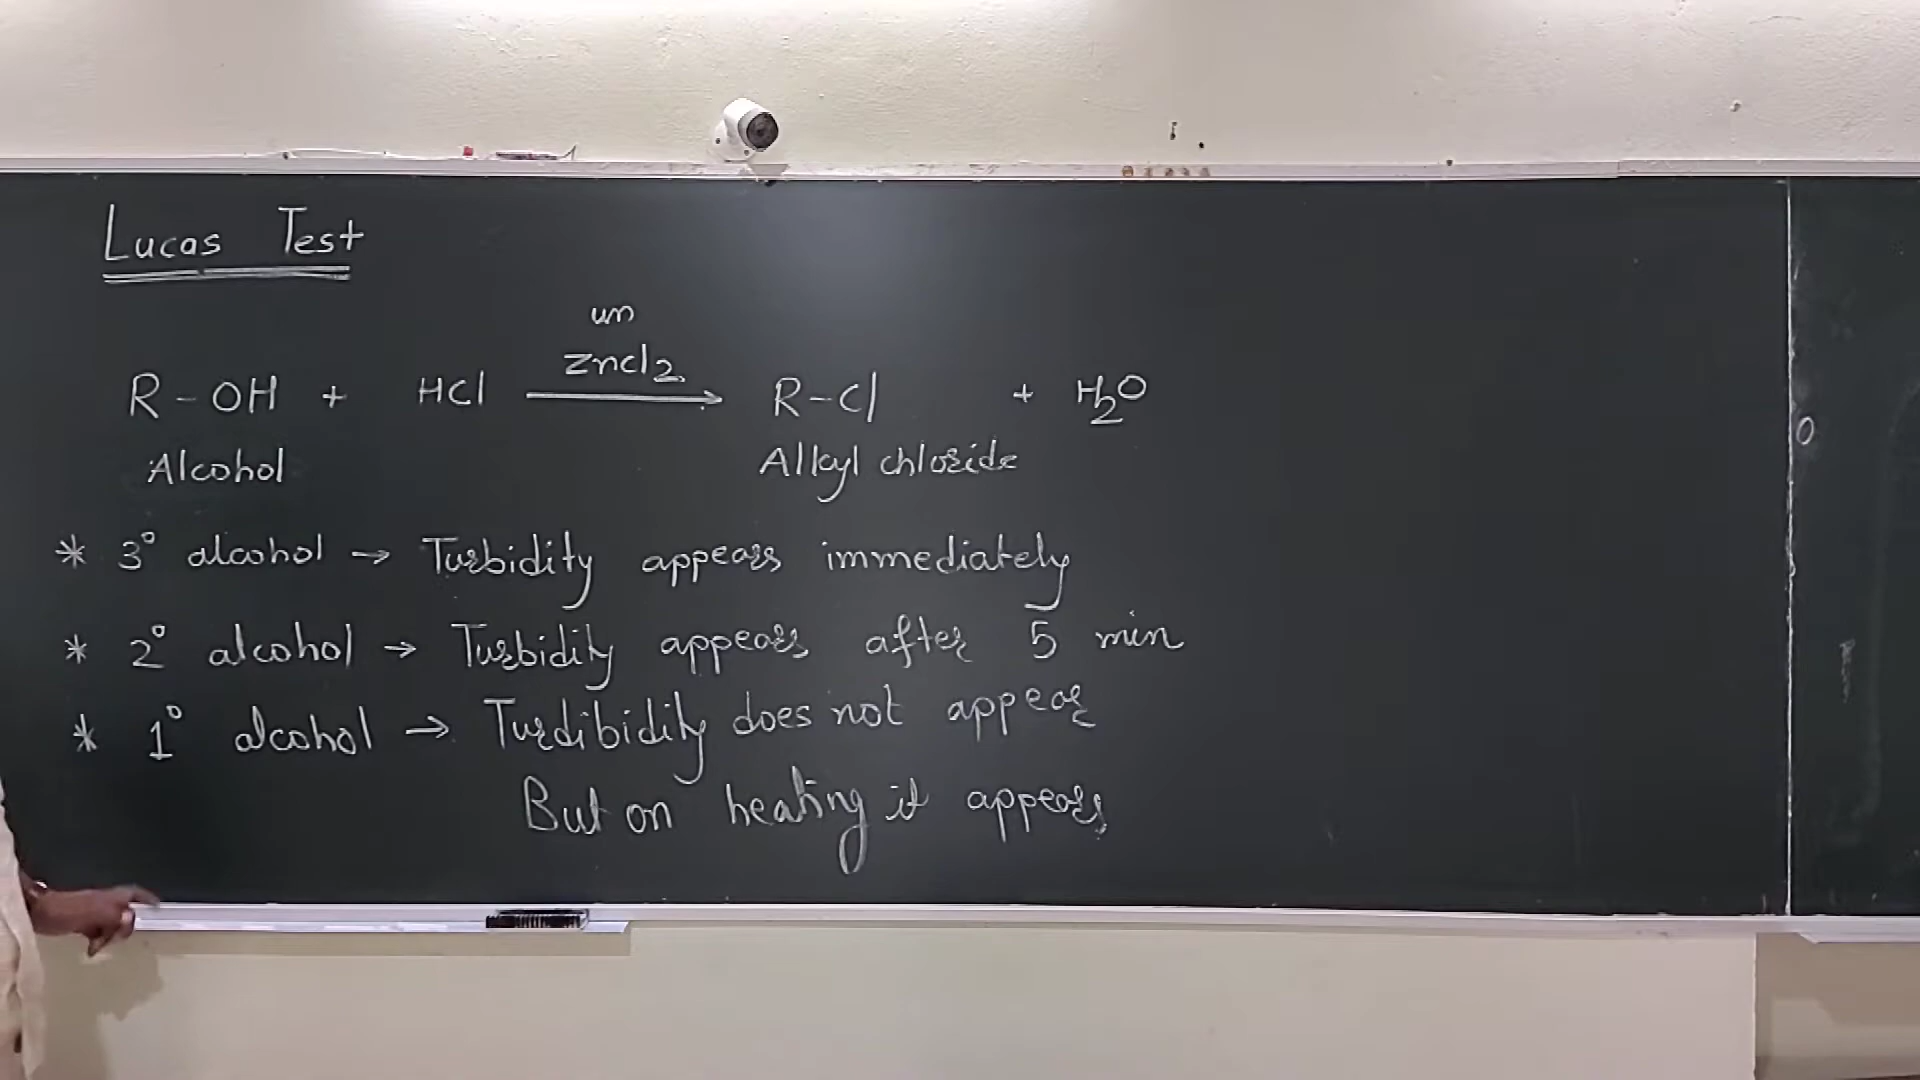 Lucas Test
un
R-OH + HCl ZnCl2 → R-Cl + H2O
Alcohol Alkyl chloride
* 3° alcohol → Turbidity appears immediately
* 2° alcohol → Turbidity appears after 5 min
* 1° alcohol → Turdibidity does not appear
But on heating it appears